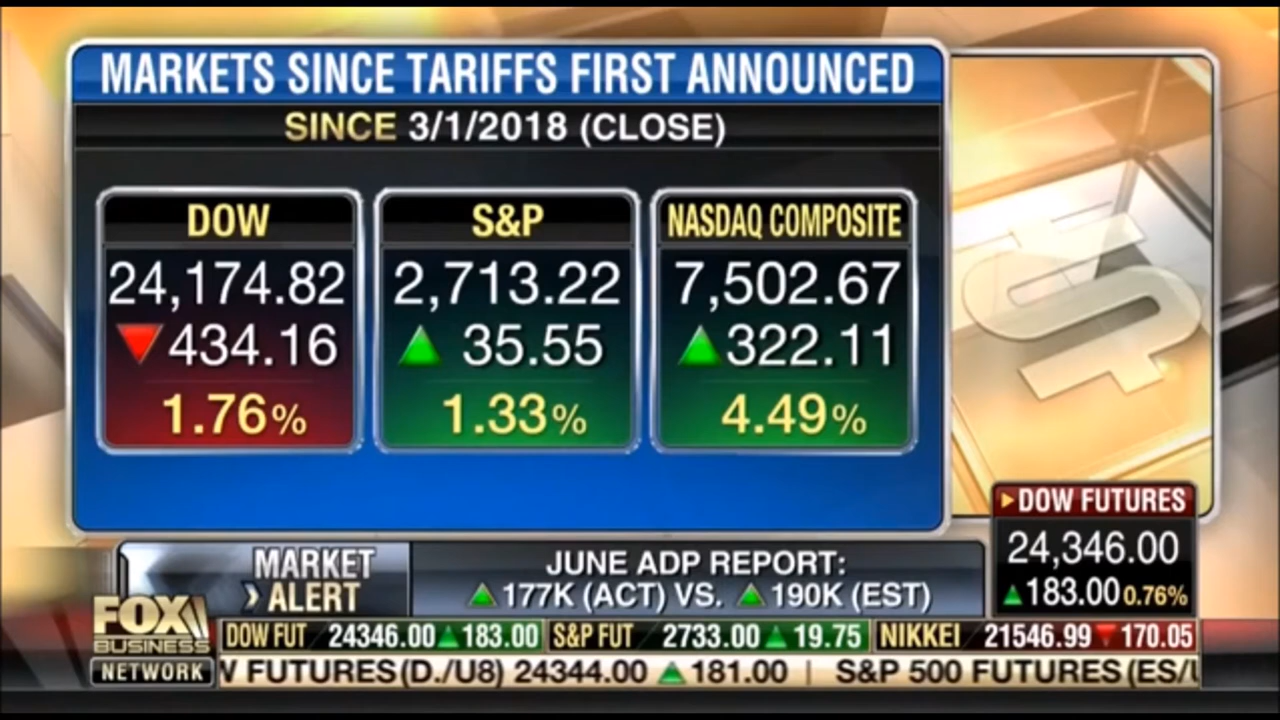 MARKETS SINCE TARIFFS FIRST ANNOUNCED
SINCE 3/1/2018 (CLOSE)
DOW
24,174.82
▼ 434.16
1.76%
S&P
2,713.22
▲ 35.55
1.33%
NASDAQ COMPOSITE
7,502.67
▲ 322.11
4.49%
DOW FUTURES
24,346.00
▲ 183.00 0.76%
MARKET
ALERT
JUNE ADP REPORT:
▲ 177K (ACT) VS. ▲ 190K (EST)
FOX
BUSINESS
NETWORK
DOW FUT 24346.00 ▲ 183.00 S&P FUT 2733.00 ▲ 19.75 NIKKEI 21546.99 ▼ 170.05
W FUTURES (D./U8) 24344.00 ▲ 181.00 | S&P 500 FUTURES (ES/